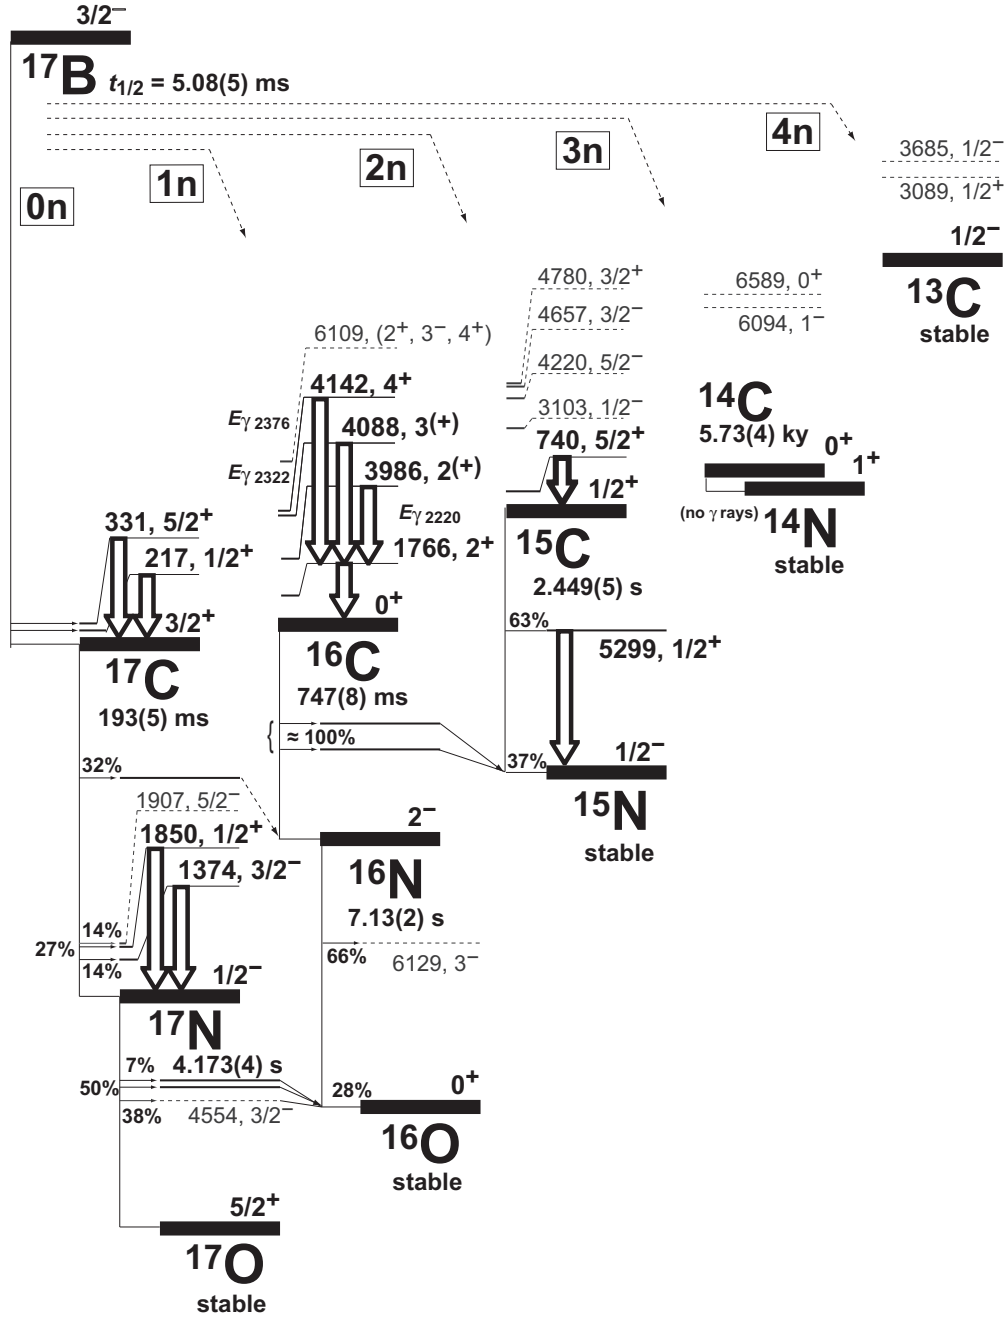 3/2⁻
¹⁷B t1/2 = 5.08(5) ms
0n
1n
2n
3n
4n
3685, 1/2⁻
3089, 1/2⁺
1/2⁻
¹³C
stable
6589, 0⁺
6094, 1⁻
¹⁴C
5.73(4) ky
0⁺
1⁺
(no γ rays)
¹⁴N
stable
4780, 3/2⁺
4657, 3/2⁻
4220, 5/2⁻
3103, 1/2⁻
740, 5/2⁺
1/2⁺
¹⁵C
2.449(5) s
63%
5299, 1/2⁺
37%
1/2⁻
¹⁵N
stable
6109, (2⁺, 3⁻, 4⁺)
4142, 4⁺
Eγ 2376
4088, 3⁽⁺⁾
Eγ 2322
3986, 2⁽⁺⁾
Eγ 2220
1766, 2⁺
0⁺
¹⁶C
747(8) ms
{ ≈ 100%
2⁻
¹⁶N
7.13(2) s
66%
6129, 3⁻
28%
0⁺
¹⁶O
stable
331, 5/2⁺
217, 1/2⁺
3/2⁺
¹⁷C
193(5) ms
32%
1907, 5/2⁻
1850, 1/2⁺
1374, 3/2⁻
14%
27%
14%
1/2⁻
¹⁷N
4.173(4) s
7%
50%
38%
4554, 3/2⁻
5/2⁺
¹⁷O
stable